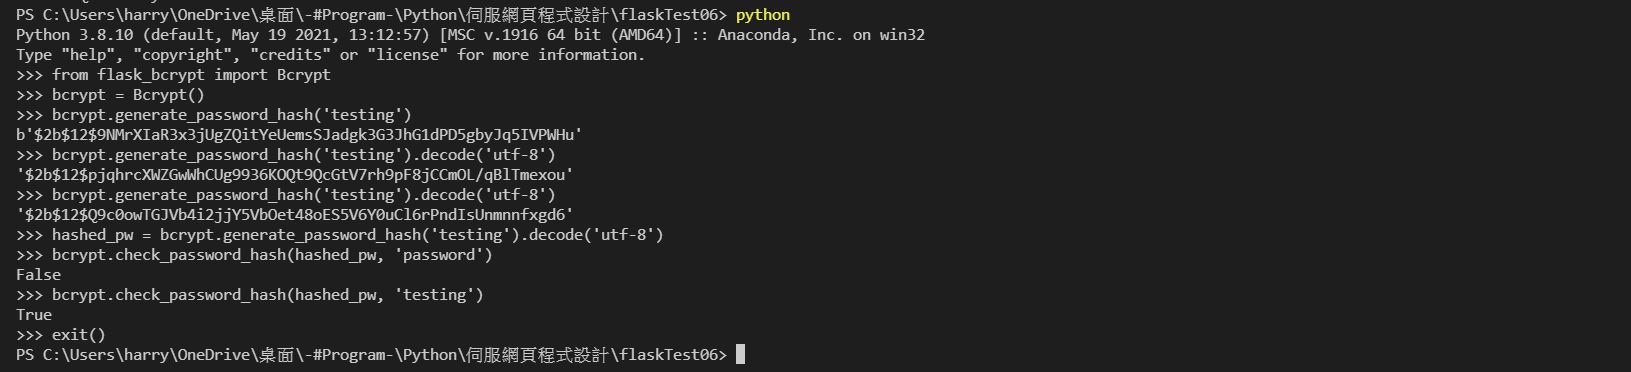 PS C:\Users\harry\OneDrive\桌面\-#Program-\Python\伺服網頁程式設計\flaskTest06> python
Python 3.8.10 (default, May 19 2021, 13:12:57) [MSC v.1916 64 bit (AMD64)] :: Anaconda, Inc. on win32
Type "help", "copyright", "credits" or "license" for more information.
>>> from flask_bcrypt import Bcrypt
>>> bcrypt = Bcrypt()
>>> bcrypt.generate_password_hash('testing')
b'$2b$12$9NMrXIaR3x3jUgZQitYeUemsSJadgk3G3JhG1dPD5gbyJq5IVPWHu'
>>> bcrypt.generate_password_hash('testing').decode('utf-8')
'$2b$12$pjqhrcXWZGwWhCUg9936KOQt9QcGtV7rh9pF8jCCmOL/qBlTmexou'
>>> bcrypt.generate_password_hash('testing').decode('utf-8')
'$2b$12$Q9c0owTGJVb4i2jjY5VbOet48oES5V6Y0uCl6rPndIsUnmnnfxgd6'
>>> hashed_pw = bcrypt.generate_password_hash('testing').decode('utf-8')
>>> bcrypt.check_password_hash(hashed_pw, 'password')
False
>>> bcrypt.check_password_hash(hashed_pw, 'testing')
True
>>> exit()
PS C:\Users\harry\OneDrive\桌面\-#Program-\Python\伺服網頁程式設計\flaskTest06>